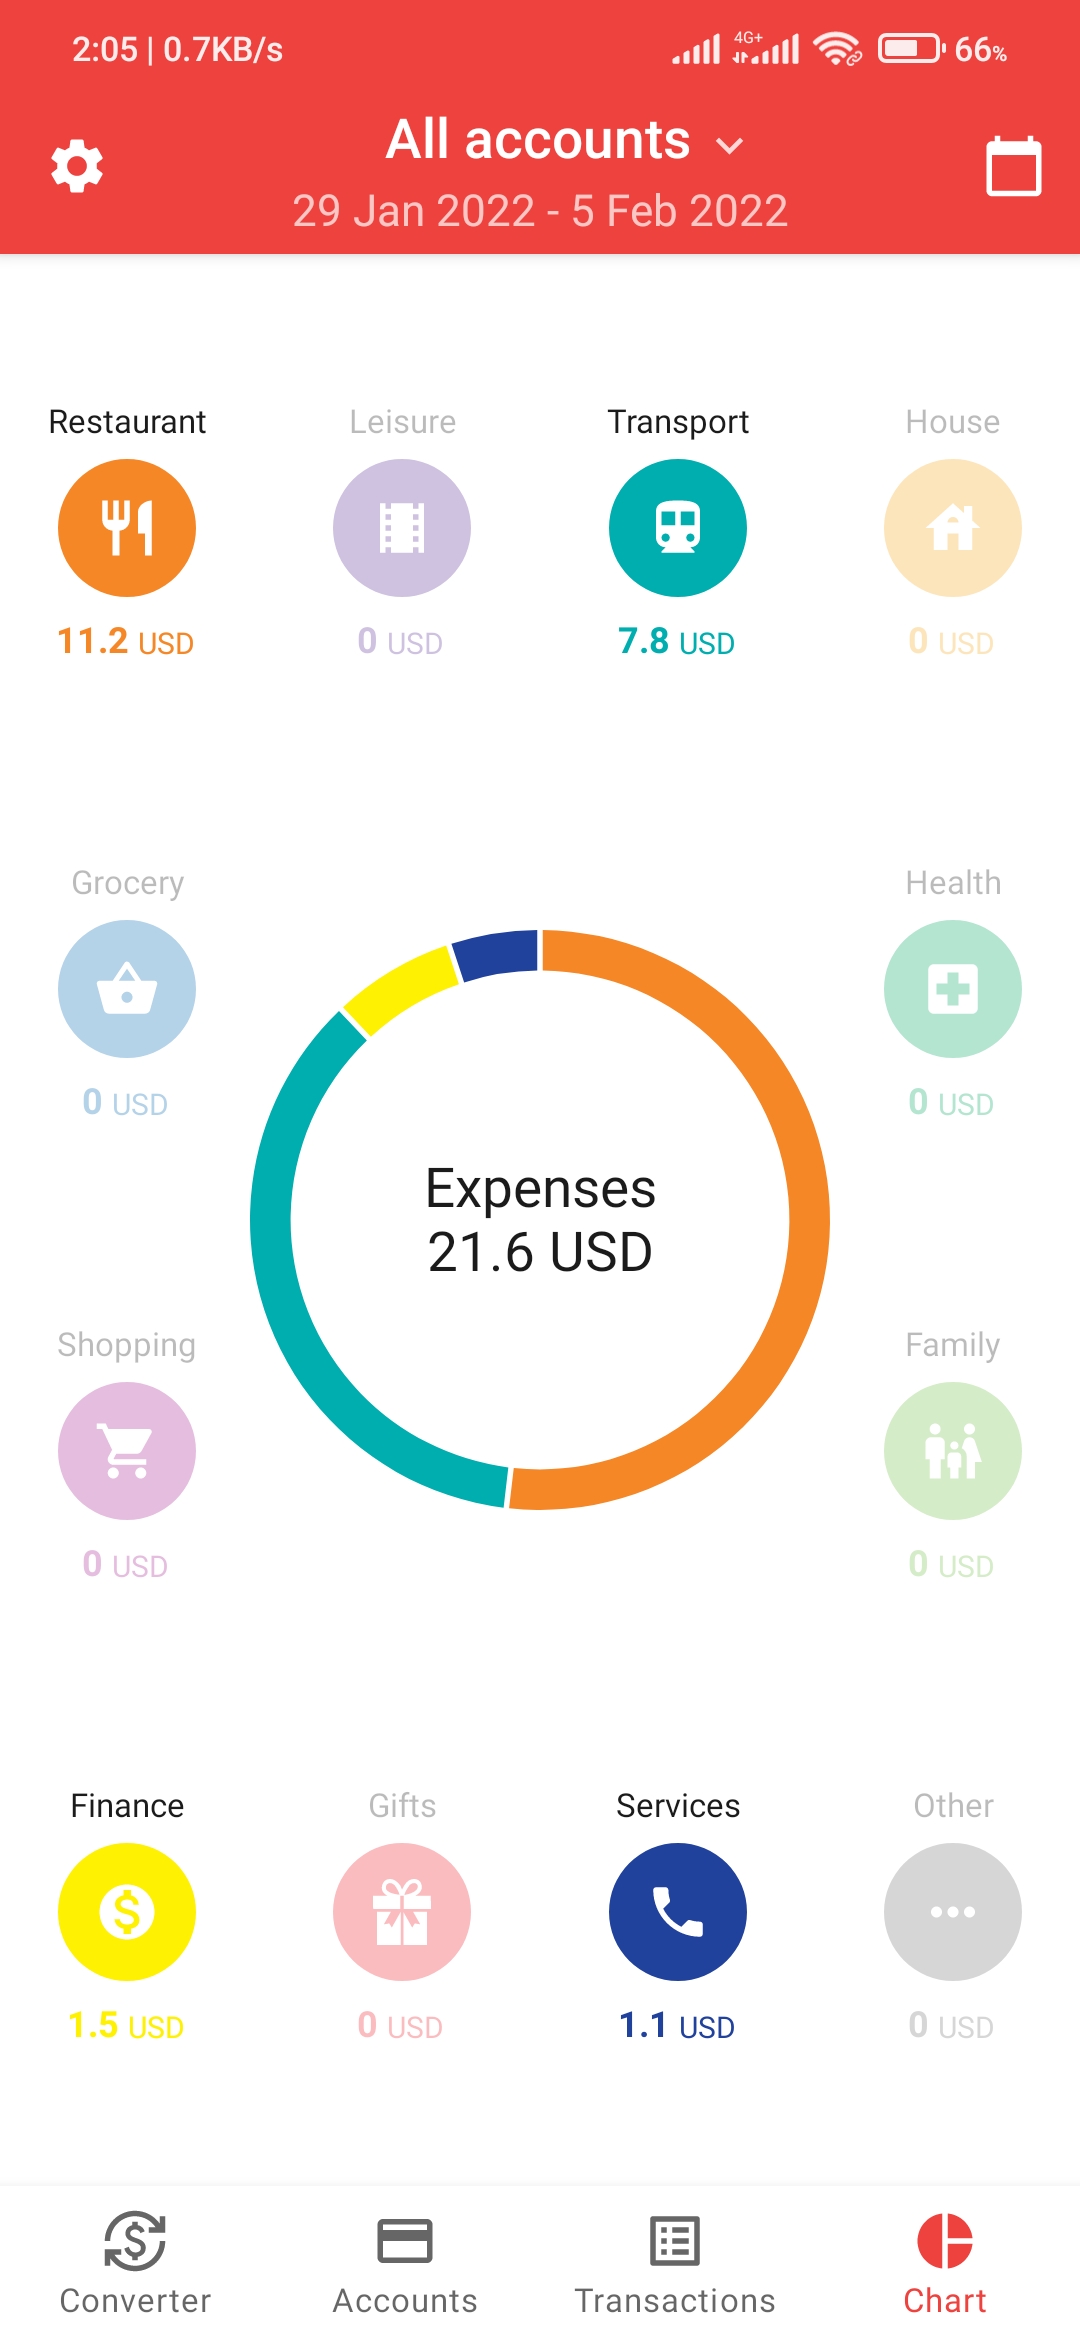 2:05 | 0.7KB/s 4G+ 66%
All accounts
29 Jan 2022 - 5 Feb 2022
Restaurant Leisure Transport House
11.2 USD 0 USD 7.8 USD 0 USD
Grocery Health
0 USD 0 USD
Expenses
21.6 USD
Shopping Family
0 USD 0 USD
Finance Gifts Services Other
1.5 USD 0 USD 1.1 USD 0 USD
Converter Accounts Transactions Chart